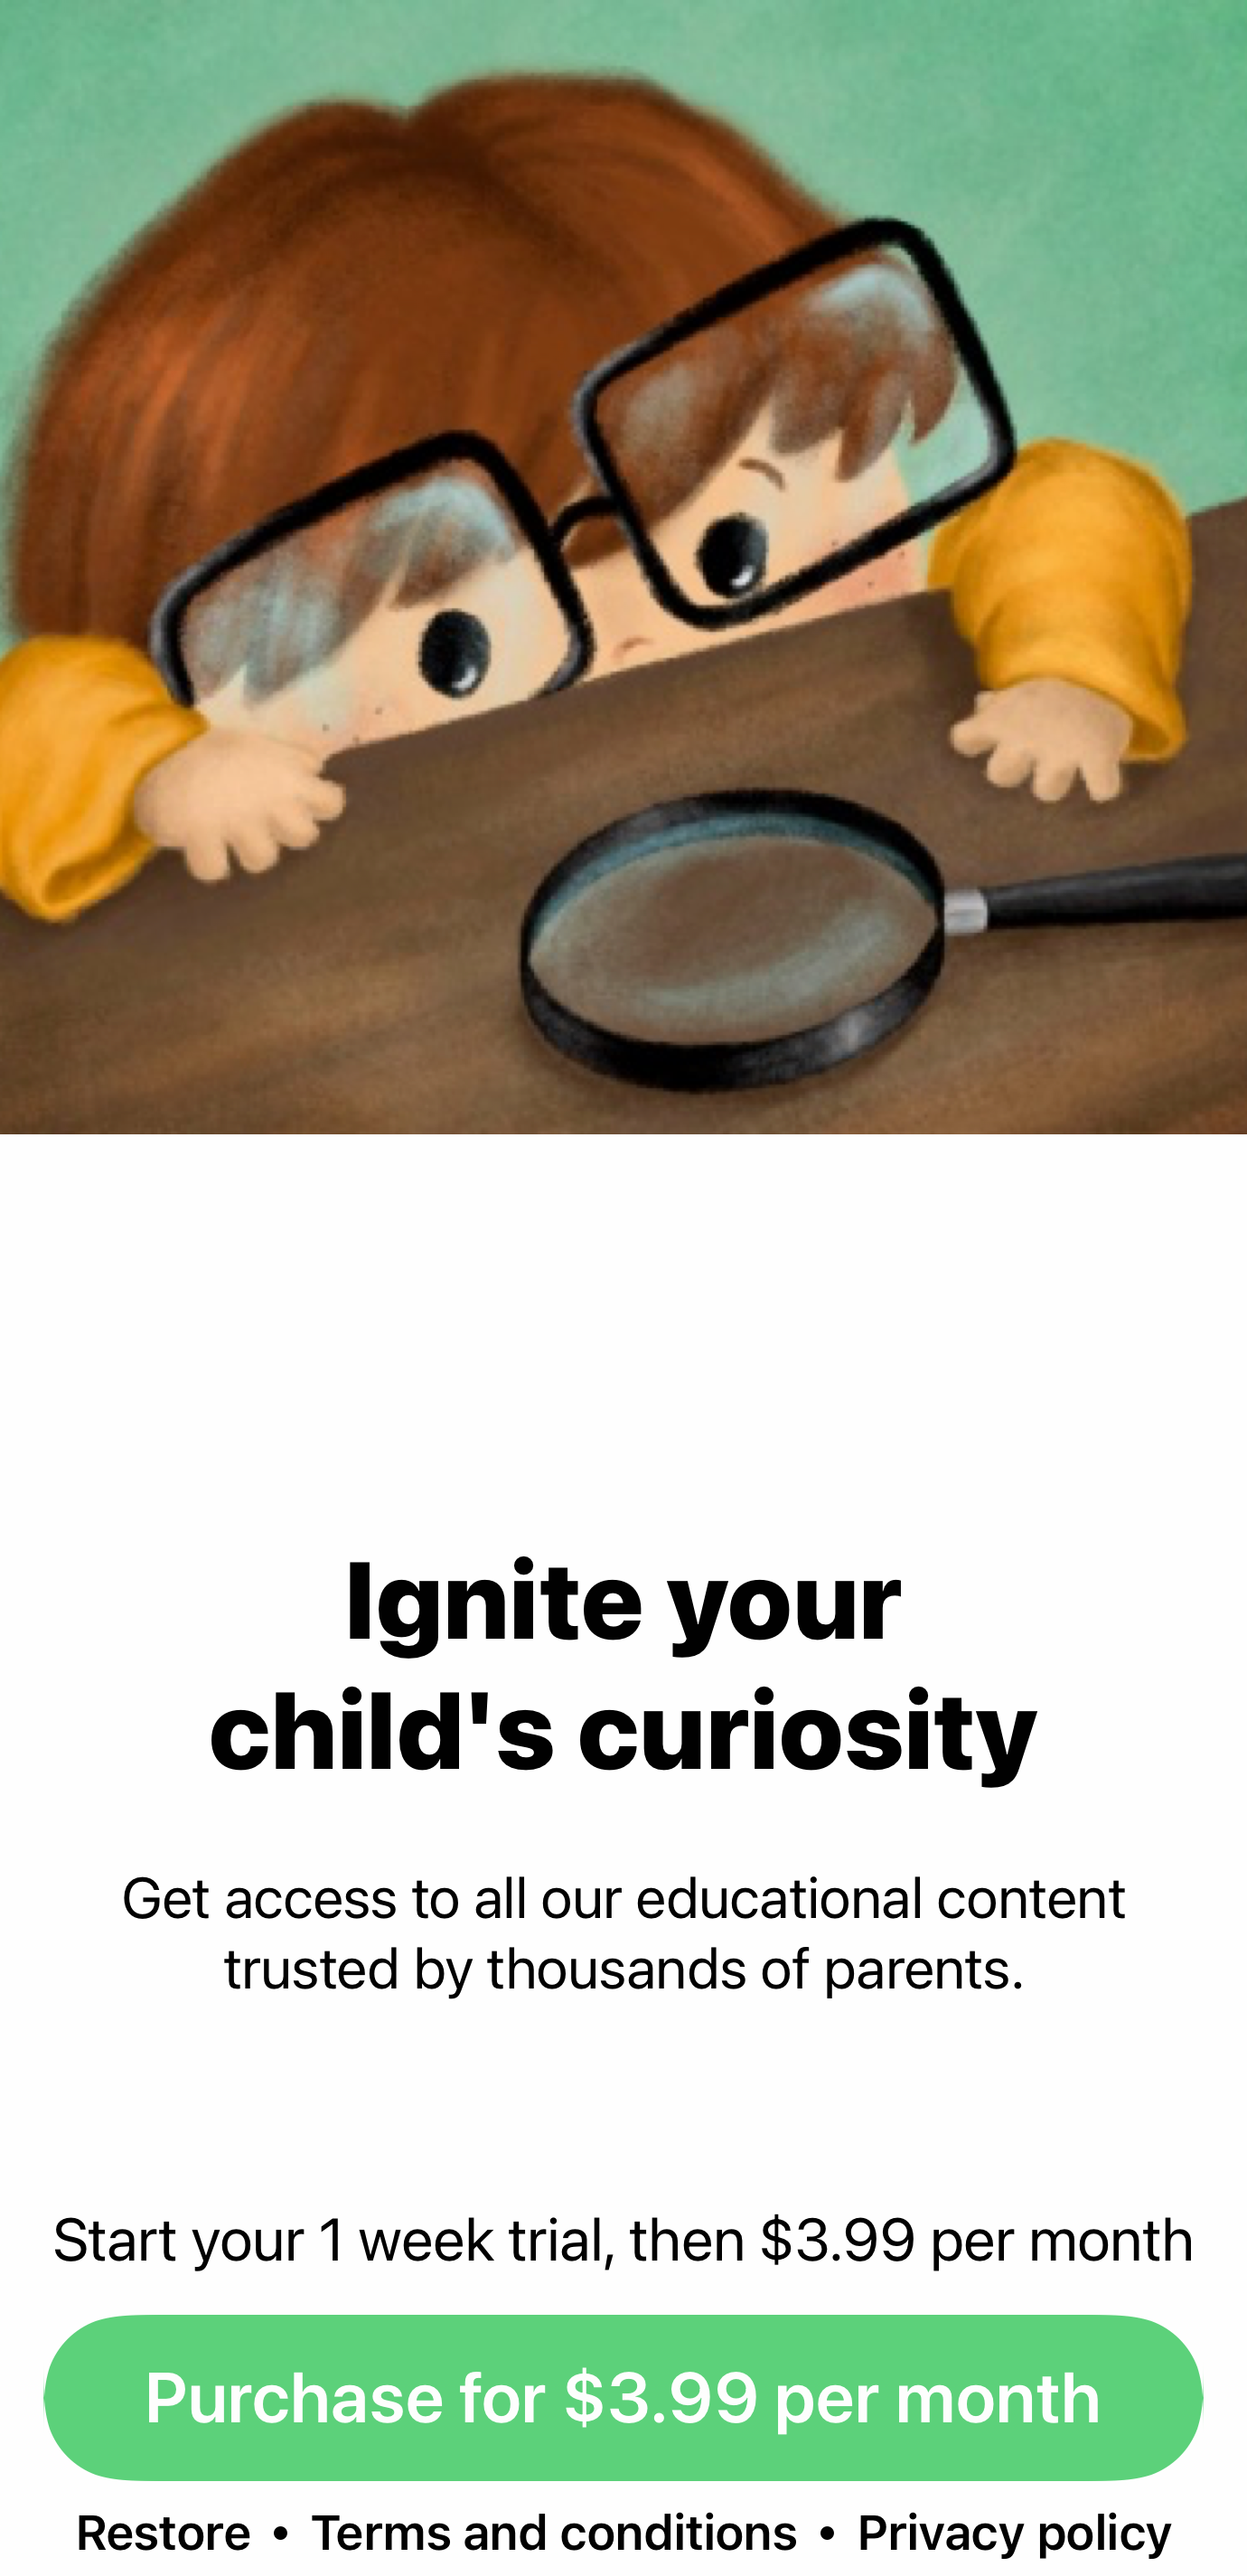 Ignite your
child's curiosity
Get access to all our educational content
trusted by thousands of parents.
Start your 1 week trial, then $3.99 per month
Purchase for $3.99 per month
Restore • Terms and conditions • Privacy policy